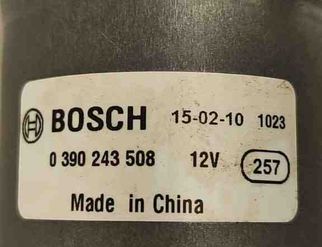 BOSCH 15-02-10 1023
0 390 243 508 12V 257
Made in China